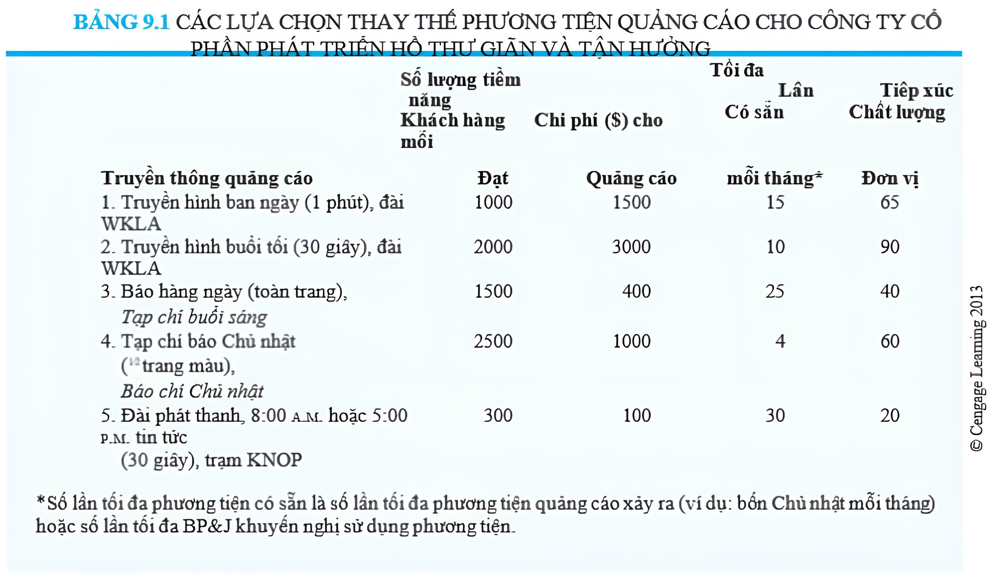 BẢNG 9.1 CÁC LỰA CHỌN THAY THẾ PHƯƠNG TIỆN QUẢNG CÁO CHO CÔNG TY CỔ
PHẦN PHÁT TRIỂN HỒ THƯ GIÃN VÀ TẬN HƯỞNG
Số lượng tiềm
năng
Khách hàng
mối
Chi phí ($) cho
Tối đa
Lần
Có sẵn
Tiếp xúc
Chất lượng
Truyền thông quảng cáo Đạt Quảng cáo mỗi tháng* Đơn vị
1. Truyền hình ban ngày (1 phút), đài 1000 1500 15 65
WKLA
2. Truyền hình buổi tối (30 giây), đài 2000 3000 10 90
WKLA
3. Báo hàng ngày (toàn trang), 1500 400 25 40
Tạp chí buổi sáng
4. Tạp chí báo Chủ nhật 2500 1000 4 60
(1/2 trang màu),
Báo chí Chủ nhật
5. Đài phát thanh, 8:00 A.M. hoặc 5:00 300 100 30 20
P.M. tin tức
(30 giây), trạm KNOP
*Số lần tối đa phương tiện có sẵn là số lần tối đa phương tiện quảng cáo xảy ra (ví dụ: bốn Chủ nhật mỗi tháng)
hoặc số lần tối đa BP&J khuyến nghị sử dụng phương tiện.
© Cengage Learning 2013